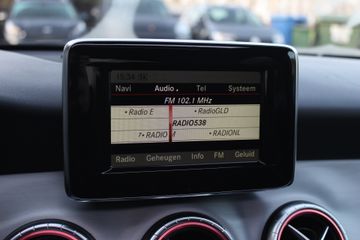 Navi Audio Tel Systeem
FM 102.1 MHz
Radio E RadioGLD
RADIO538
RADIONL
Radio Geheugen Info FM Geluid